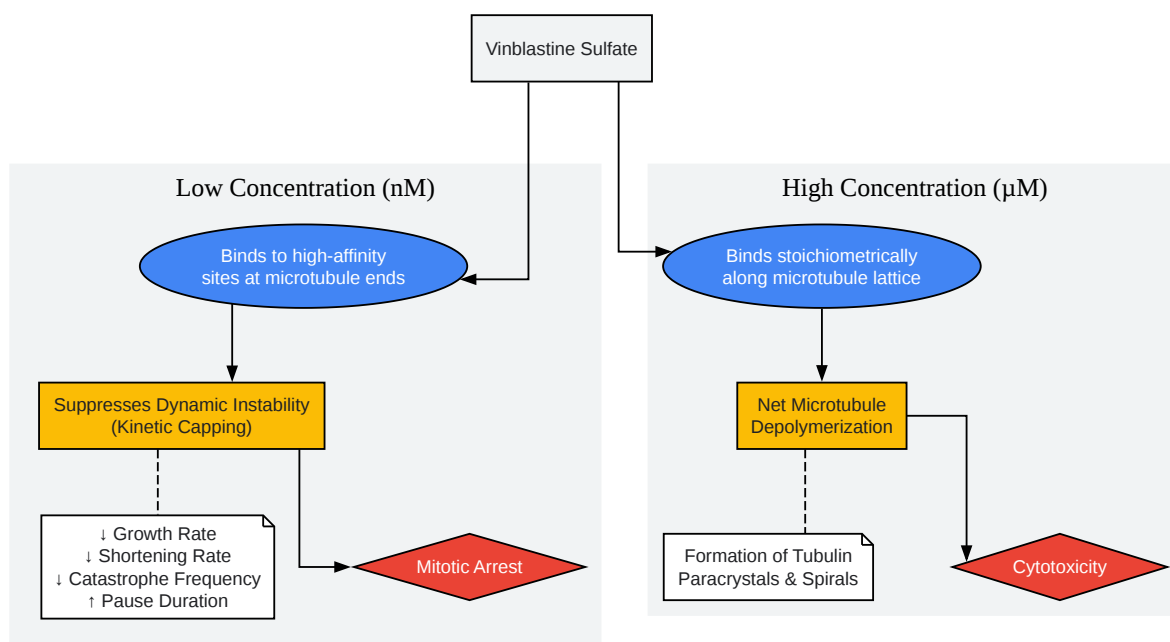 Vinblastine Sulfate
Low Concentration (nM)
Binds to high-affinity
sites at microtubule ends
Suppresses Dynamic Instability
(Kinetic Capping)
↓ Growth Rate
↓ Shortening Rate
↓ Catastrophe Frequency
↑ Pause Duration
Mitotic Arrest
High Concentration (µM)
Binds stoichiometrically
along microtubule lattice
Net Microtubule
Depolymerization
Formation of Tubulin
Paracrystals & Spirals
Cytotoxicity